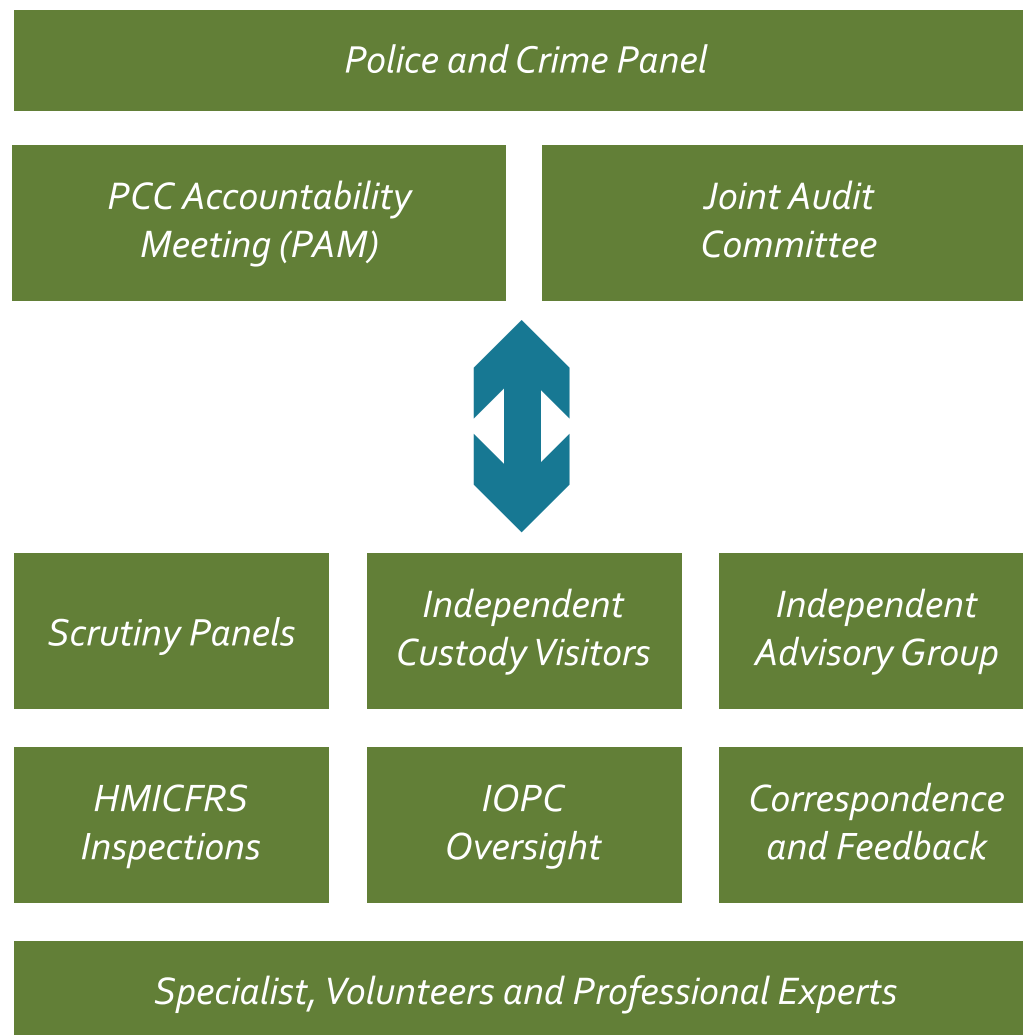 Police and Crime Panel
PCC Accountability
Meeting (PAM)
Joint Audit
Committee
Scrutiny Panels
Independent
Custody Visitors
Independent
Advisory Group
HMICFRS
Inspections
IOPC
Oversight
Correspondence
and Feedback
Specialist, Volunteers and Professional Experts